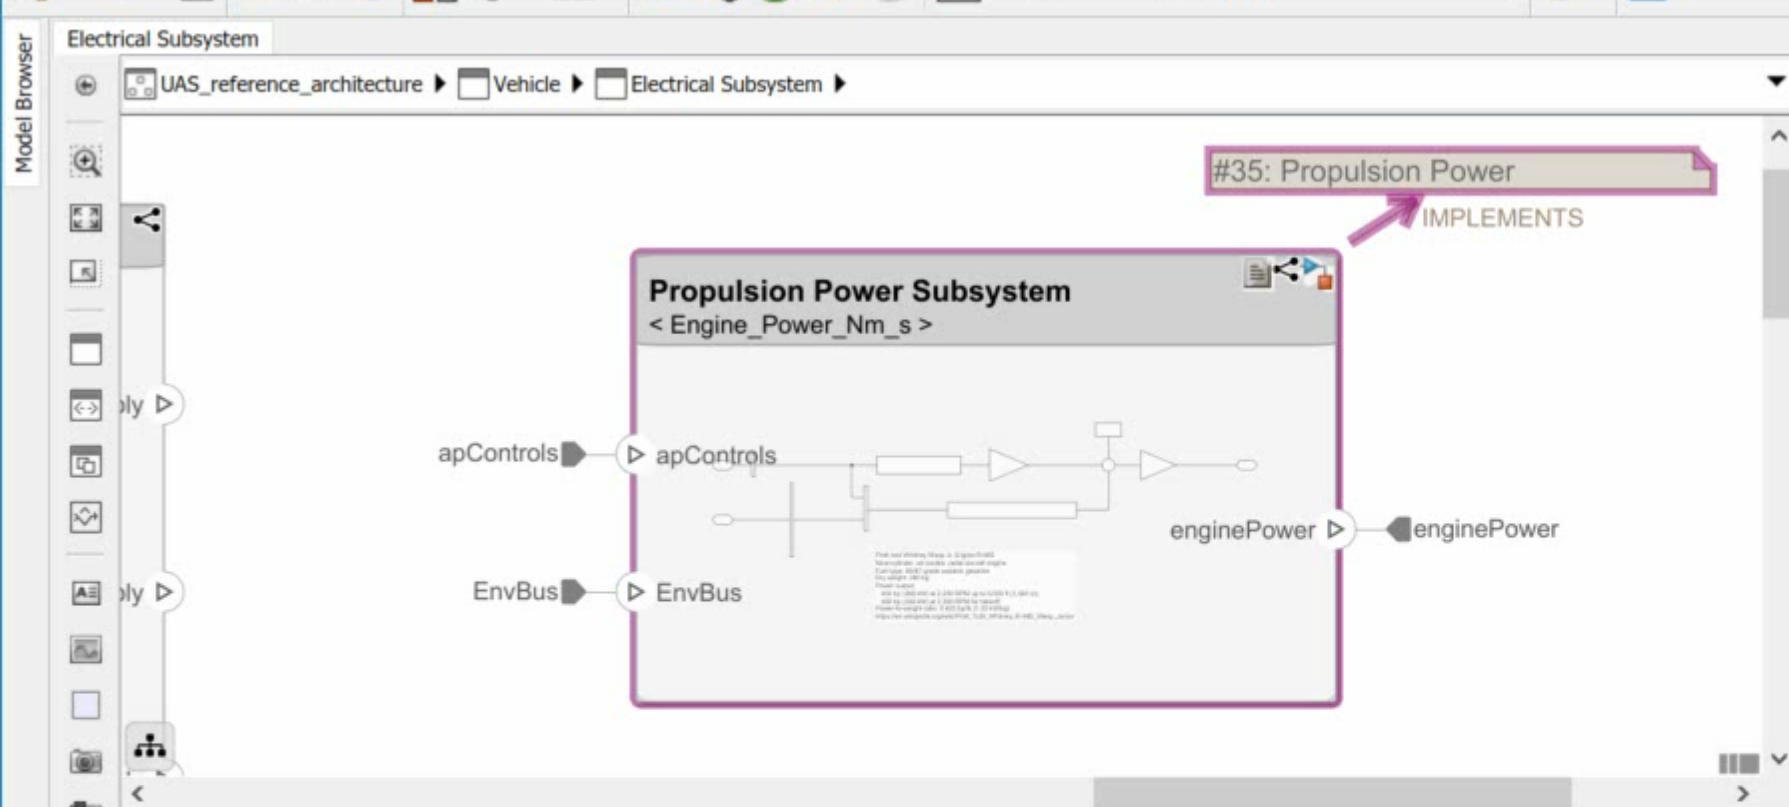 Electrical Subsystem
Model Browser
UAS_reference_architecture
Vehicle
Electrical Subsystem
#35: Propulsion Power
IMPLEMENTS
Propulsion Power Subsystem
< Engine_Power_Nm_s >
ply
apControls
apControls
enginePower
enginePower
EnvBus
EnvBus
ply